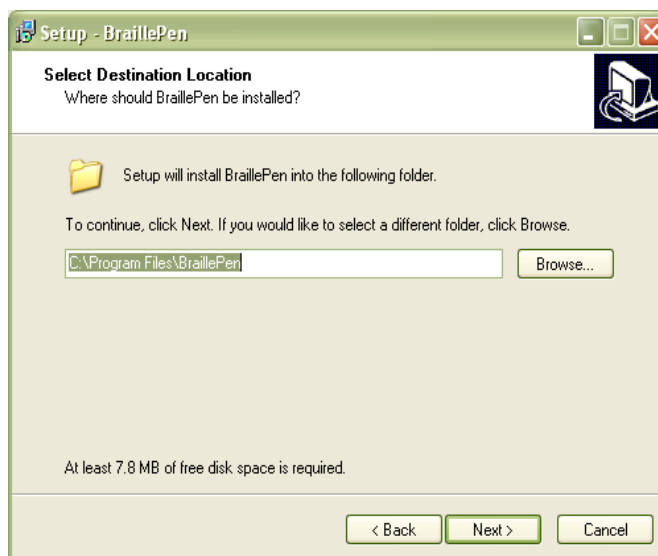 Setup - BraillePen
Select Destination Location
Where should BraillePen be installed?
Setup will install BraillePen into the following folder.
To continue, click Next. If you would like to select a different folder, click Browse.
C:\Program Files\BraillePen
Browse...
At least 7.8 MB of free disk space is required.
< Back
Next >
Cancel